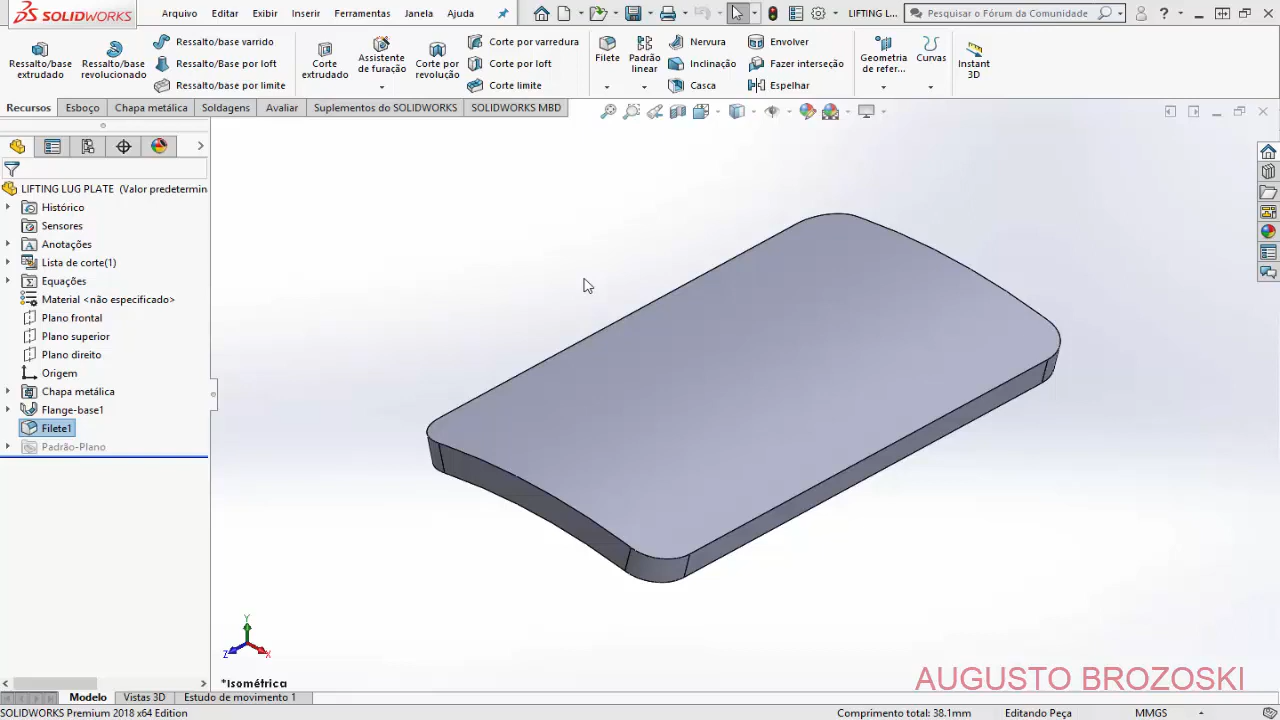 SOLIDWORKS
Arquivo Editar Exibir Inserir Ferramentas Janela Ajuda
LIFTING L...
Pesquisar o Fórum da Comunidade
Ressalto/base extrudado
Ressalto/base revolucionado
Ressalto/base varrido
Ressalto/base por loft
Ressalto/base por limite
Corte extrudado
Assistente de furação
Corte por revolução
Corte por varredura
Corte por loft
Corte limite
Filete
Padrão linear
Nervura
Inclinação
Casca
Envolver
Fazer interseção
Espelhar
Geometria de refer...
Curvas
Instant 3D
Recursos Esboço Chapa metálica Soldagens Avaliar Suplementos do SOLIDWORKS SOLIDWORKS MBD
LIFTING LUG PLATE (Valor predetermin
Histórico
Sensores
Anotações
Lista de corte(1)
Equações
Material <não especificado>
Plano frontal
Plano superior
Plano direito
Origem
Chapa metálica
Flange-base1
Filete1
Padrão-Plano
Y
Z X
*Isométrica
AUGUSTO BROZOSKI
Modelo Vistas 3D Estudo de movimento 1
SOLIDWORKS Premium 2018 x64 Edition Comprimento total: 38.1mm Editando Peça MMGS